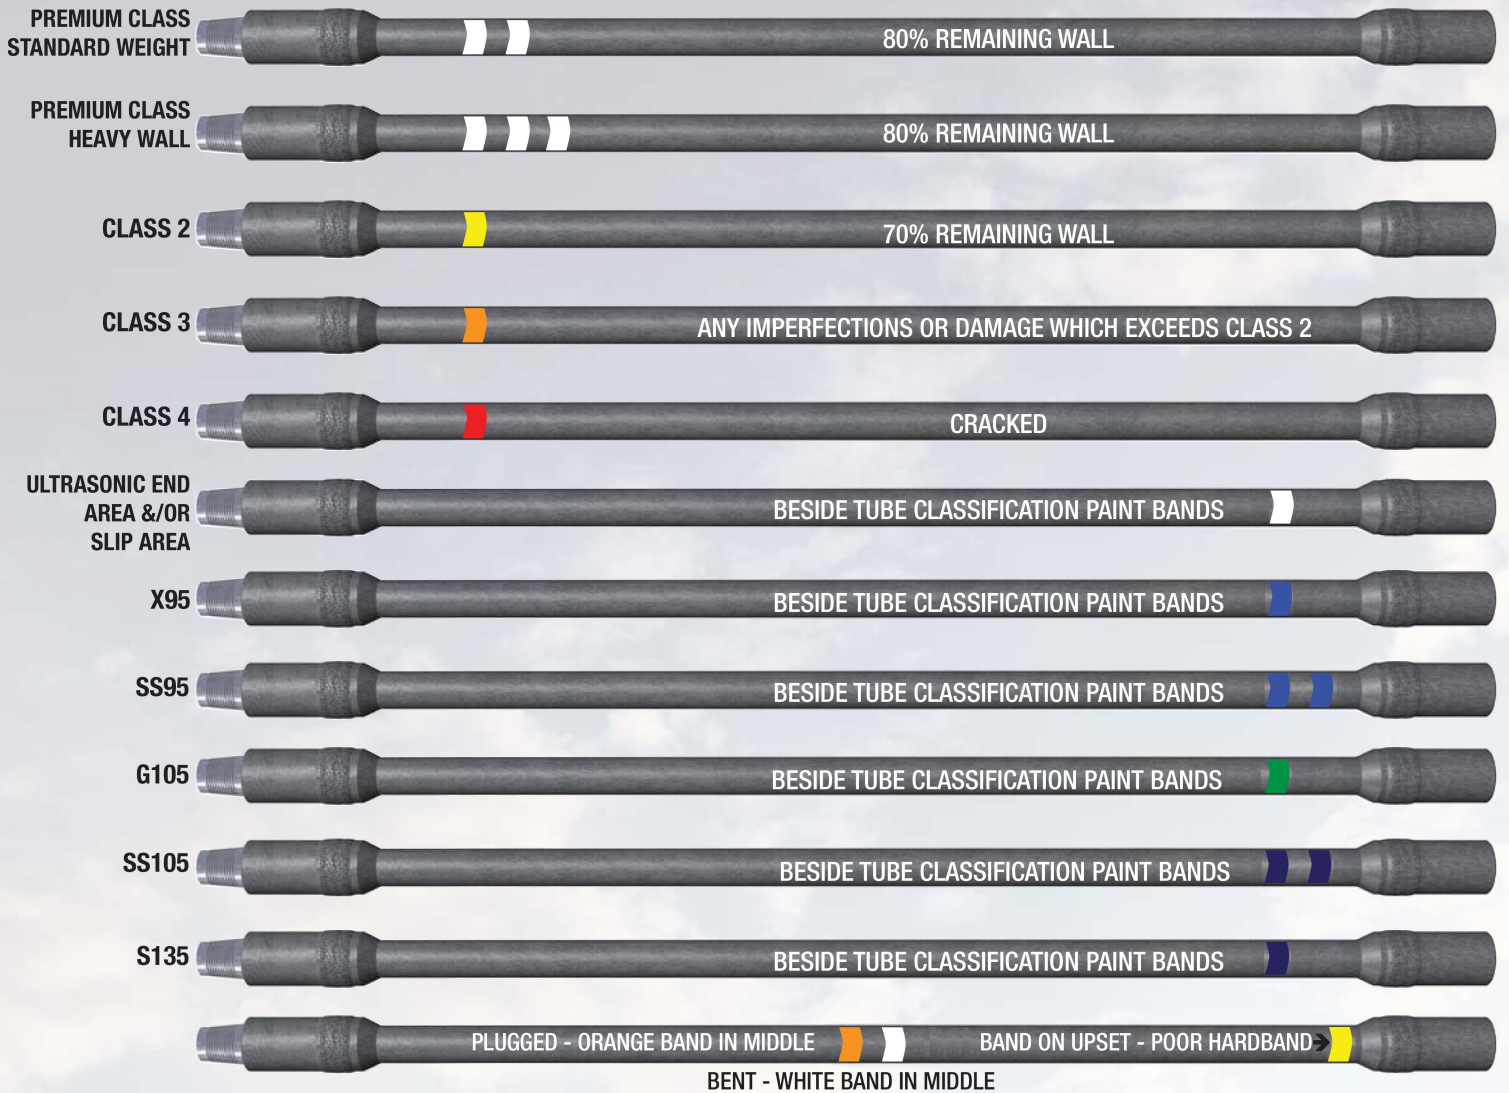 PREMIUM CLASS
STANDARD WEIGHT
80% REMAINING WALL
PREMIUM CLASS
HEAVY WALL
80% REMAINING WALL
CLASS 2
70% REMAINING WALL
CLASS 3
ANY IMPERFECTIONS OR DAMAGE WHICH EXCEEDS CLASS 2
CLASS 4
CRACKED
ULTRASONIC END
AREA &/OR
SLIP AREA
BESIDE TUBE CLASSIFICATION PAINT BANDS
X95
BESIDE TUBE CLASSIFICATION PAINT BANDS
SS95
BESIDE TUBE CLASSIFICATION PAINT BANDS
G105
BESIDE TUBE CLASSIFICATION PAINT BANDS
SS105
BESIDE TUBE CLASSIFICATION PAINT BANDS
S135
BESIDE TUBE CLASSIFICATION PAINT BANDS
PLUGGED - ORANGE BAND IN MIDDLE
BAND ON UPSET - POOR HARDBAND
BENT - WHITE BAND IN MIDDLE